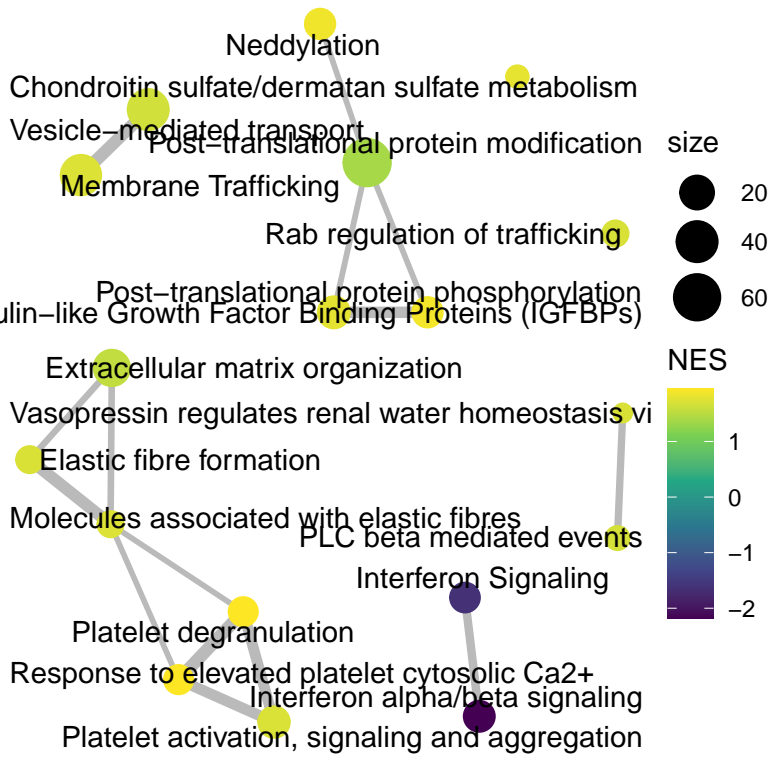 Neddylation
Chondroitin sulfate/dermatan sulfate metabolism
Vesicle−mediated transport
Post−translational protein modification
Membrane Trafficking
Rab regulation of trafficking
Post−translational protein phosphorylation
ulin−like Growth Factor Binding Proteins (IGFBPs)
Extracellular matrix organization
Vasopressin regulates renal water homeostasis vi
Elastic fibre formation
Molecules associated with elastic fibres
PLC beta mediated events
Interferon Signaling
Platelet degranulation
Response to elevated platelet cytosolic Ca2+
Interferon alpha/beta signaling
Platelet activation, signaling and aggregation
size
20
40
60
NES
1
0
−1
−2